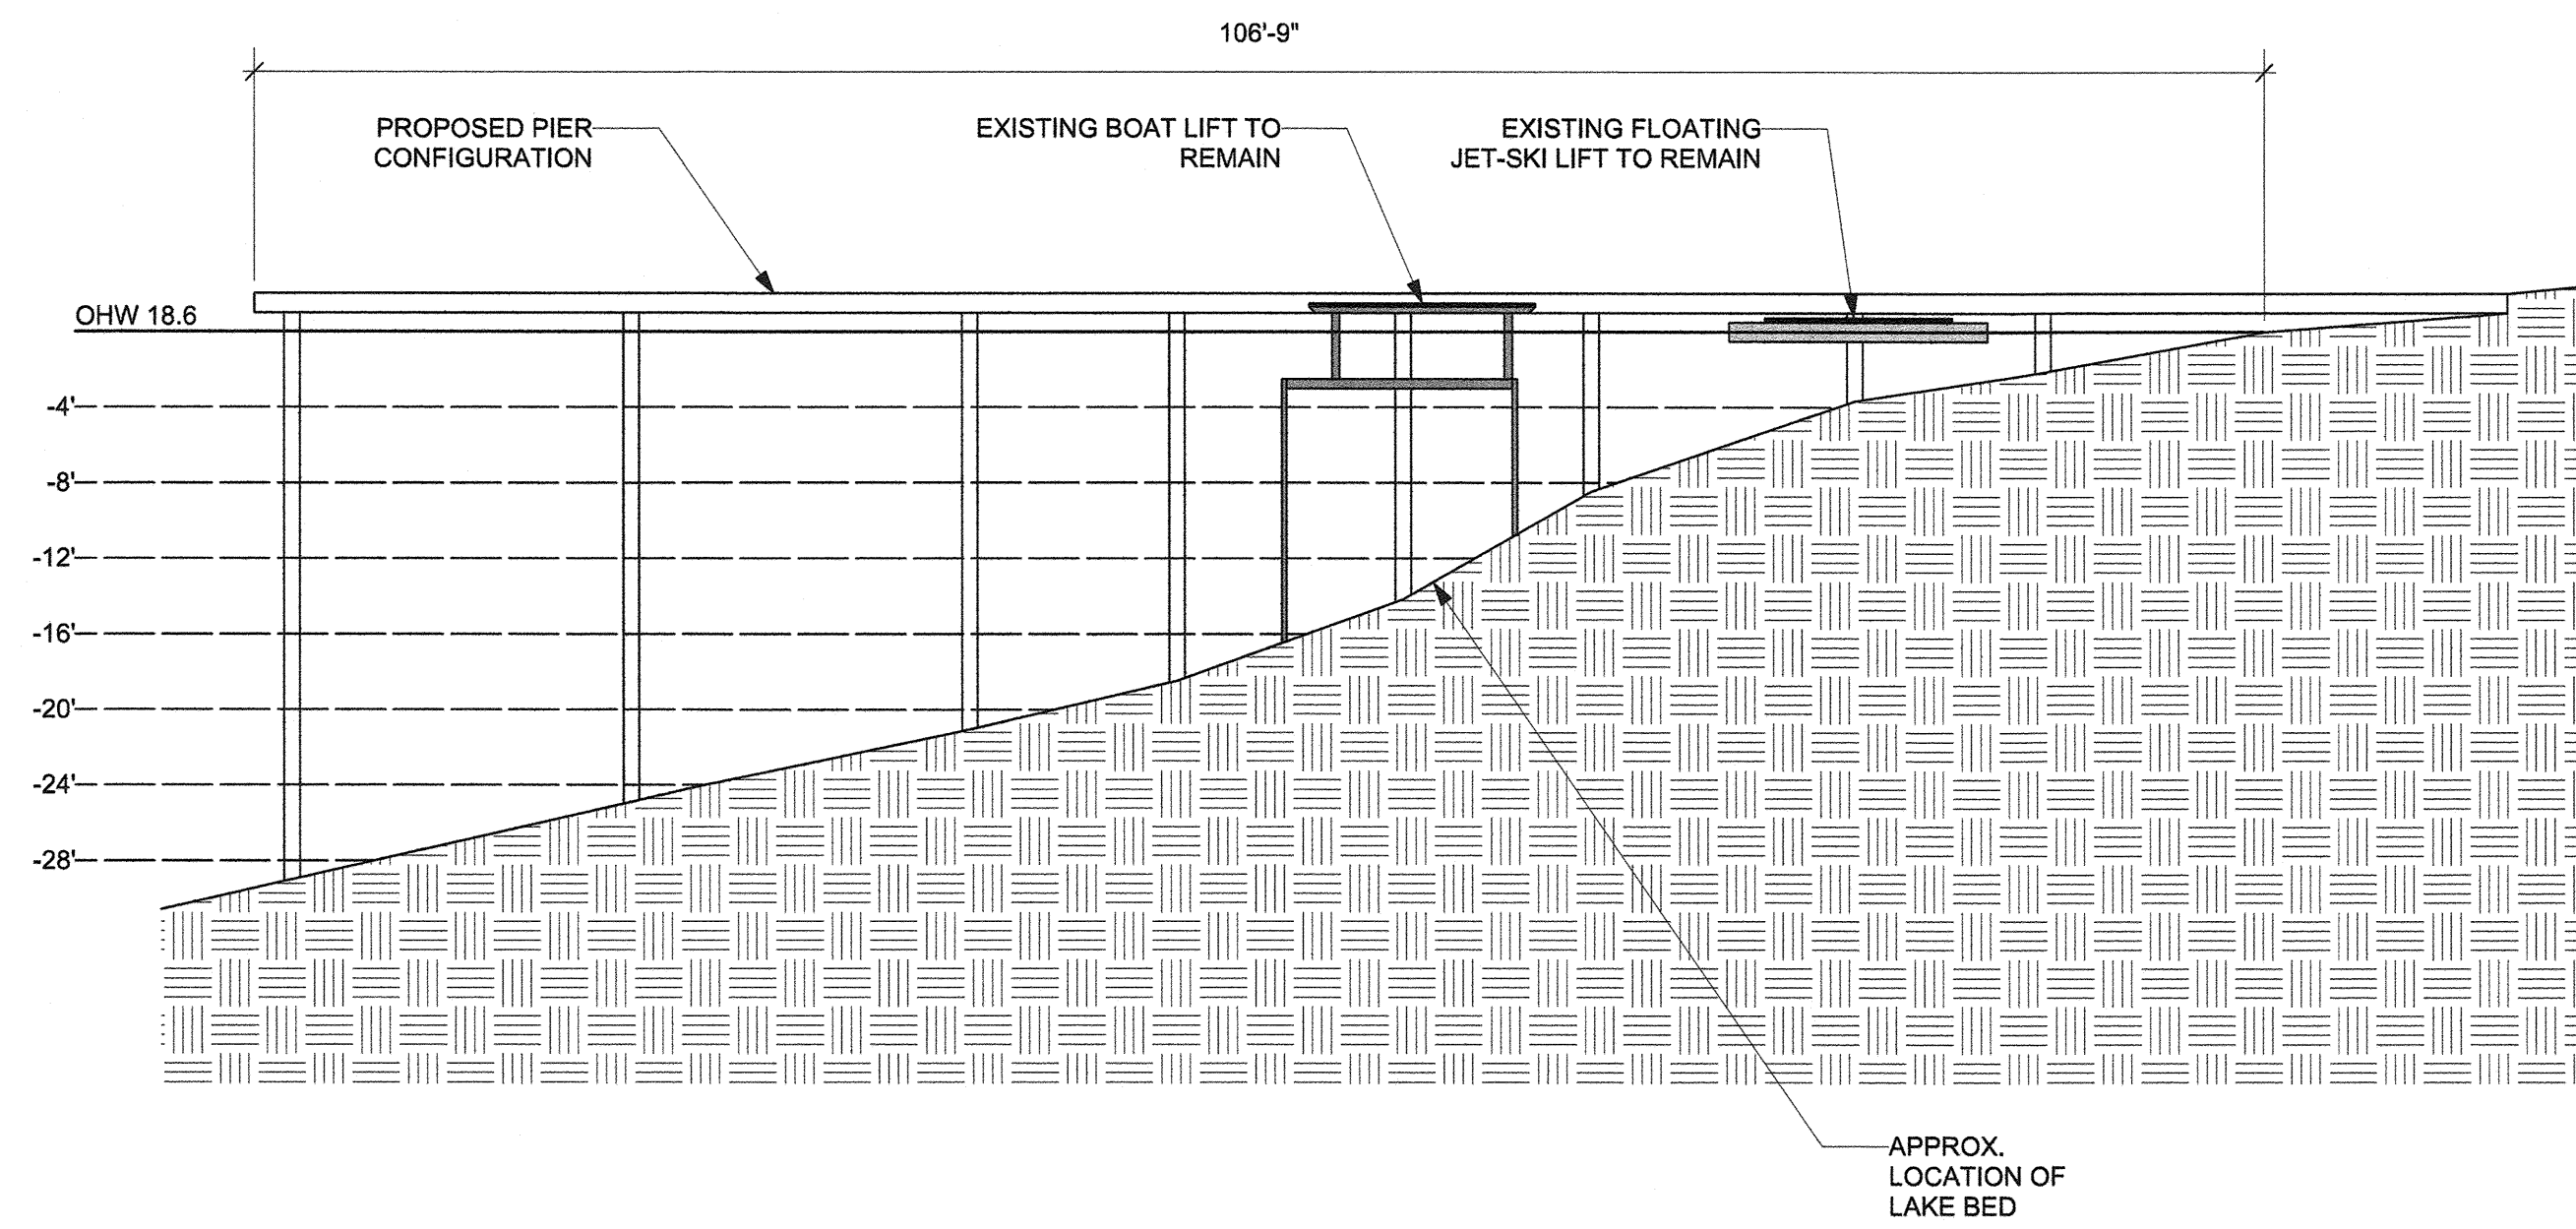 106'-9"
PROPOSED PIER
CONFIGURATION
EXISTING BOAT LIFT TO
REMAIN
EXISTING FLOATING
JET-SKI LIFT TO REMAIN
OHW 18.6
-4'
-8'
-12'
-16'
-20'
-24'
-28'
APPROX.
LOCATION OF
LAKE BED